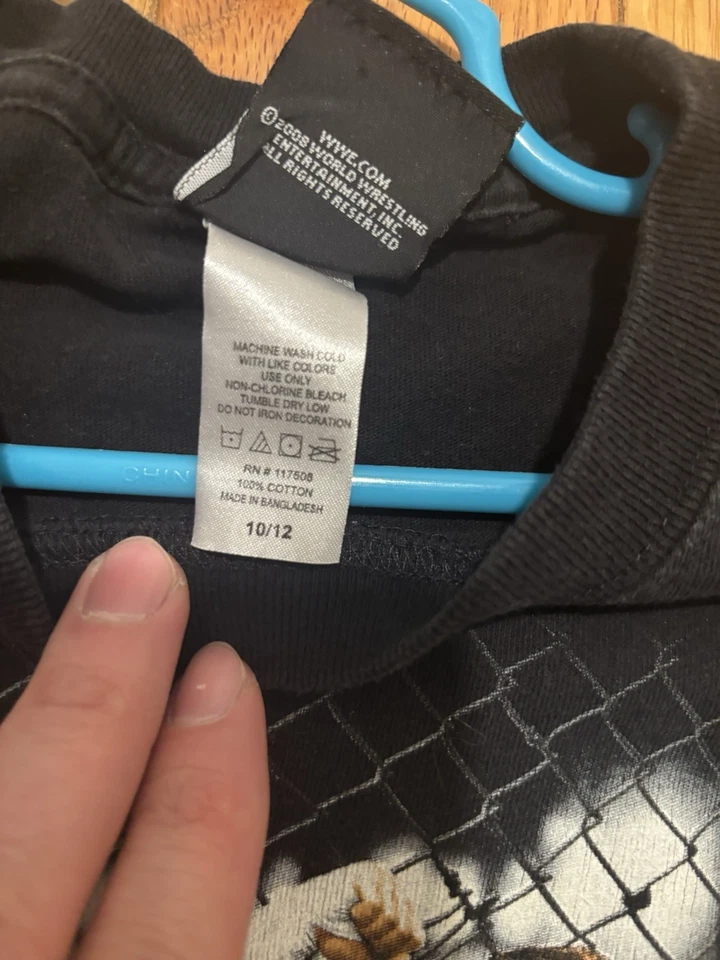 WWE.COM
©2008 WORLD WRESTLING
ENTERTAINMENT, INC.
ALL RIGHTS RESERVED
MACHINE WASH COLD
WITH LIKE COLORS
USE ONLY
NON-CHLORINE BLEACH
TUMBLE DRY LOW
DO NOT IRON DECORATION
RN # 117508
100% COTTON
MADE IN BANGLADESH
10/12
CHIN